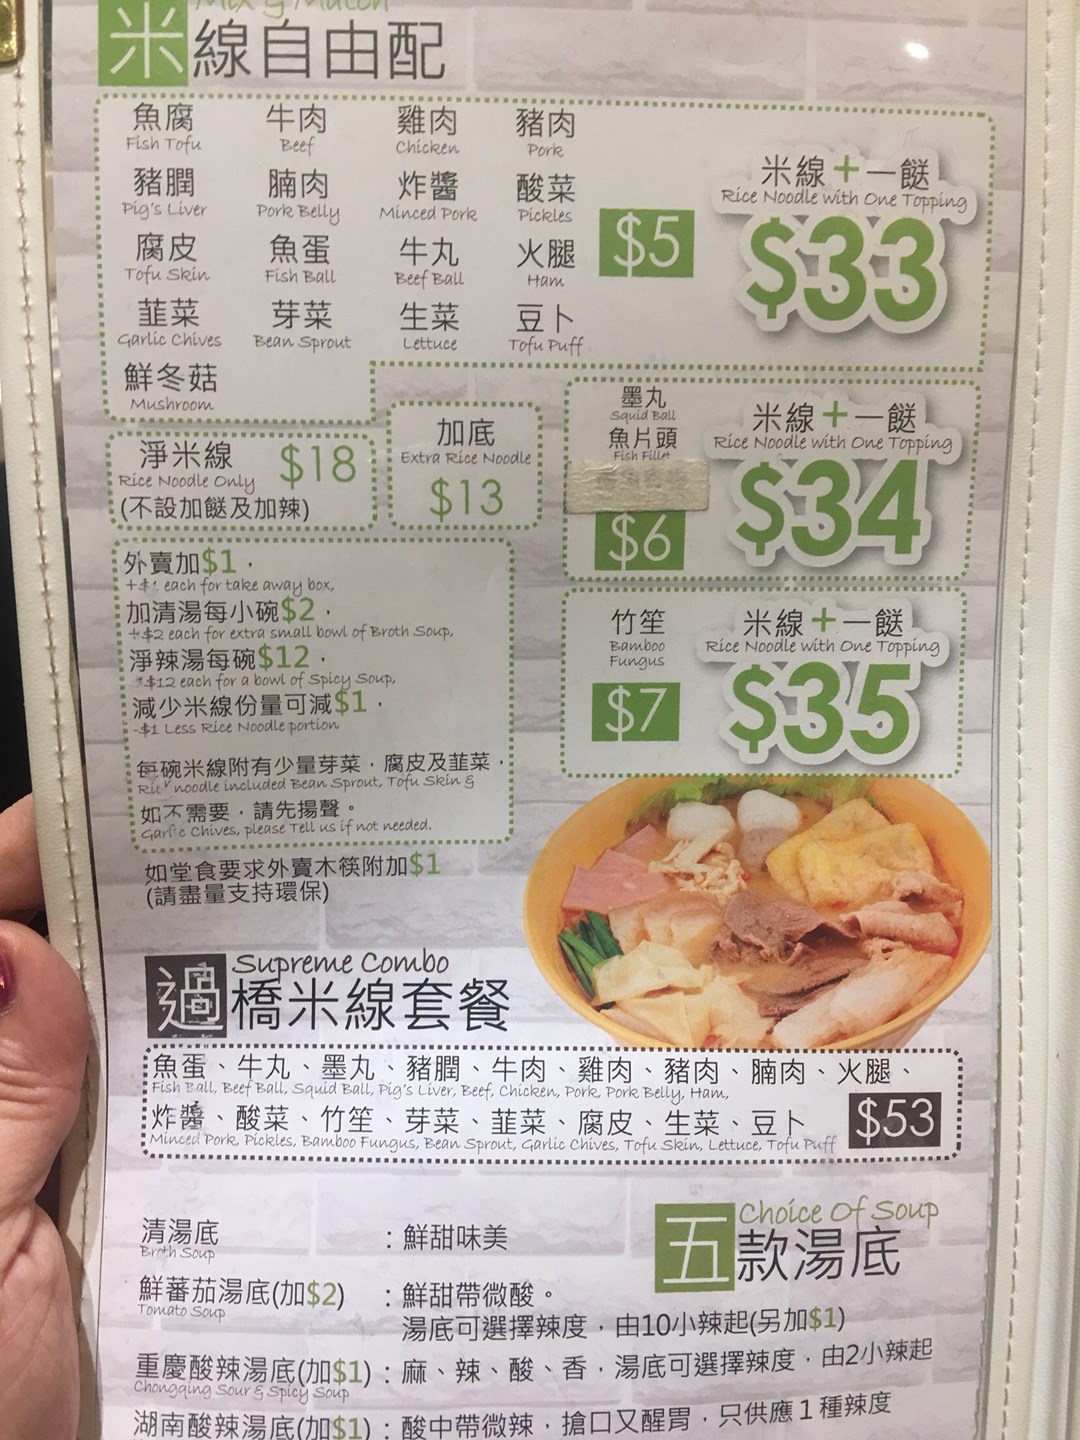 Mix & Match
米線自由配
魚腐 牛肉 雞肉 豬肉
Fish Tofu Beef Chicken Pork
豬膶 腩肉 炸醬 酸菜
Pig's Liver Pork Belly Minced Pork Pickles
腐皮 魚蛋 牛丸 火腿
Tofu Skin Fish Ball Beef Ball Ham
韮菜 芽菜 生菜 豆卜
Garlic Chives Bean Sprout Lettuce Tofu Puff
鮮冬菇
Mushroom
$5
米線+一餸
Rice Noodle with One Topping
$33
淨米線 $18
Rice Noodle Only
(不設加餸及加辣)
加底
Extra Rice Noodle
$13
墨丸
Squid Ball
魚片頭
Fish Fillet
$6
米線+一餸
Rice Noodle with One Topping
$34
竹笙
Bamboo
Fungus
$7
米線+一餸
Rice Noodle with One Topping
$35
外賣加$1，
+$1 each for take away box,
加清湯每小碗$2，
+$2 each for extra small bowl of Broth Soup,
淨辣湯每碗$12，
+$12 each for a bowl of Spicy Soup,
減少米線份量可減$1，
-$1 Less Rice Noodle portion
每碗米線附有少量芽菜，腐皮及韮菜，
noodle included Bean Sprout, Tofu Skin &
如不需要，請先揚聲。
Garlic Chives, please Tell us if not needed.
如堂食要求外賣木筷附加$1
(請盡量支持環保)
Supreme Combo
過橋米線套餐
魚蛋、牛丸、墨丸、豬膶、牛肉、雞肉、豬肉、腩肉、火腿、
Fish Ball, Beef Ball, Squid Ball, Pig's Liver, Beef, Chicken, Pork, Pork Belly, Ham,
炸醬、酸菜、竹笙、芽菜、韮菜、腐皮、生菜、豆卜
Minced Pork, Pickles, Bamboo Fungus, Bean Sprout, Garlic Chives, Tofu Skin, Lettuce, Tofu Puff
$53
Choice Of Soup
五款湯底
清湯底 ：鮮甜味美
Broth Soup
鮮蕃茄湯底(加$2) ：鮮甜帶微酸。
Tomato Soup
湯底可選擇辣度，由10小辣起(另加$1)
重慶酸辣湯底(加$1)：麻、辣、酸、香，湯底可選擇辣度，由2小辣起
Chongqing Sour & Spicy Soup
湖南酸辣湯底(加$1)：酸中帶微辣，搶口又醒胃，只供應1種辣度